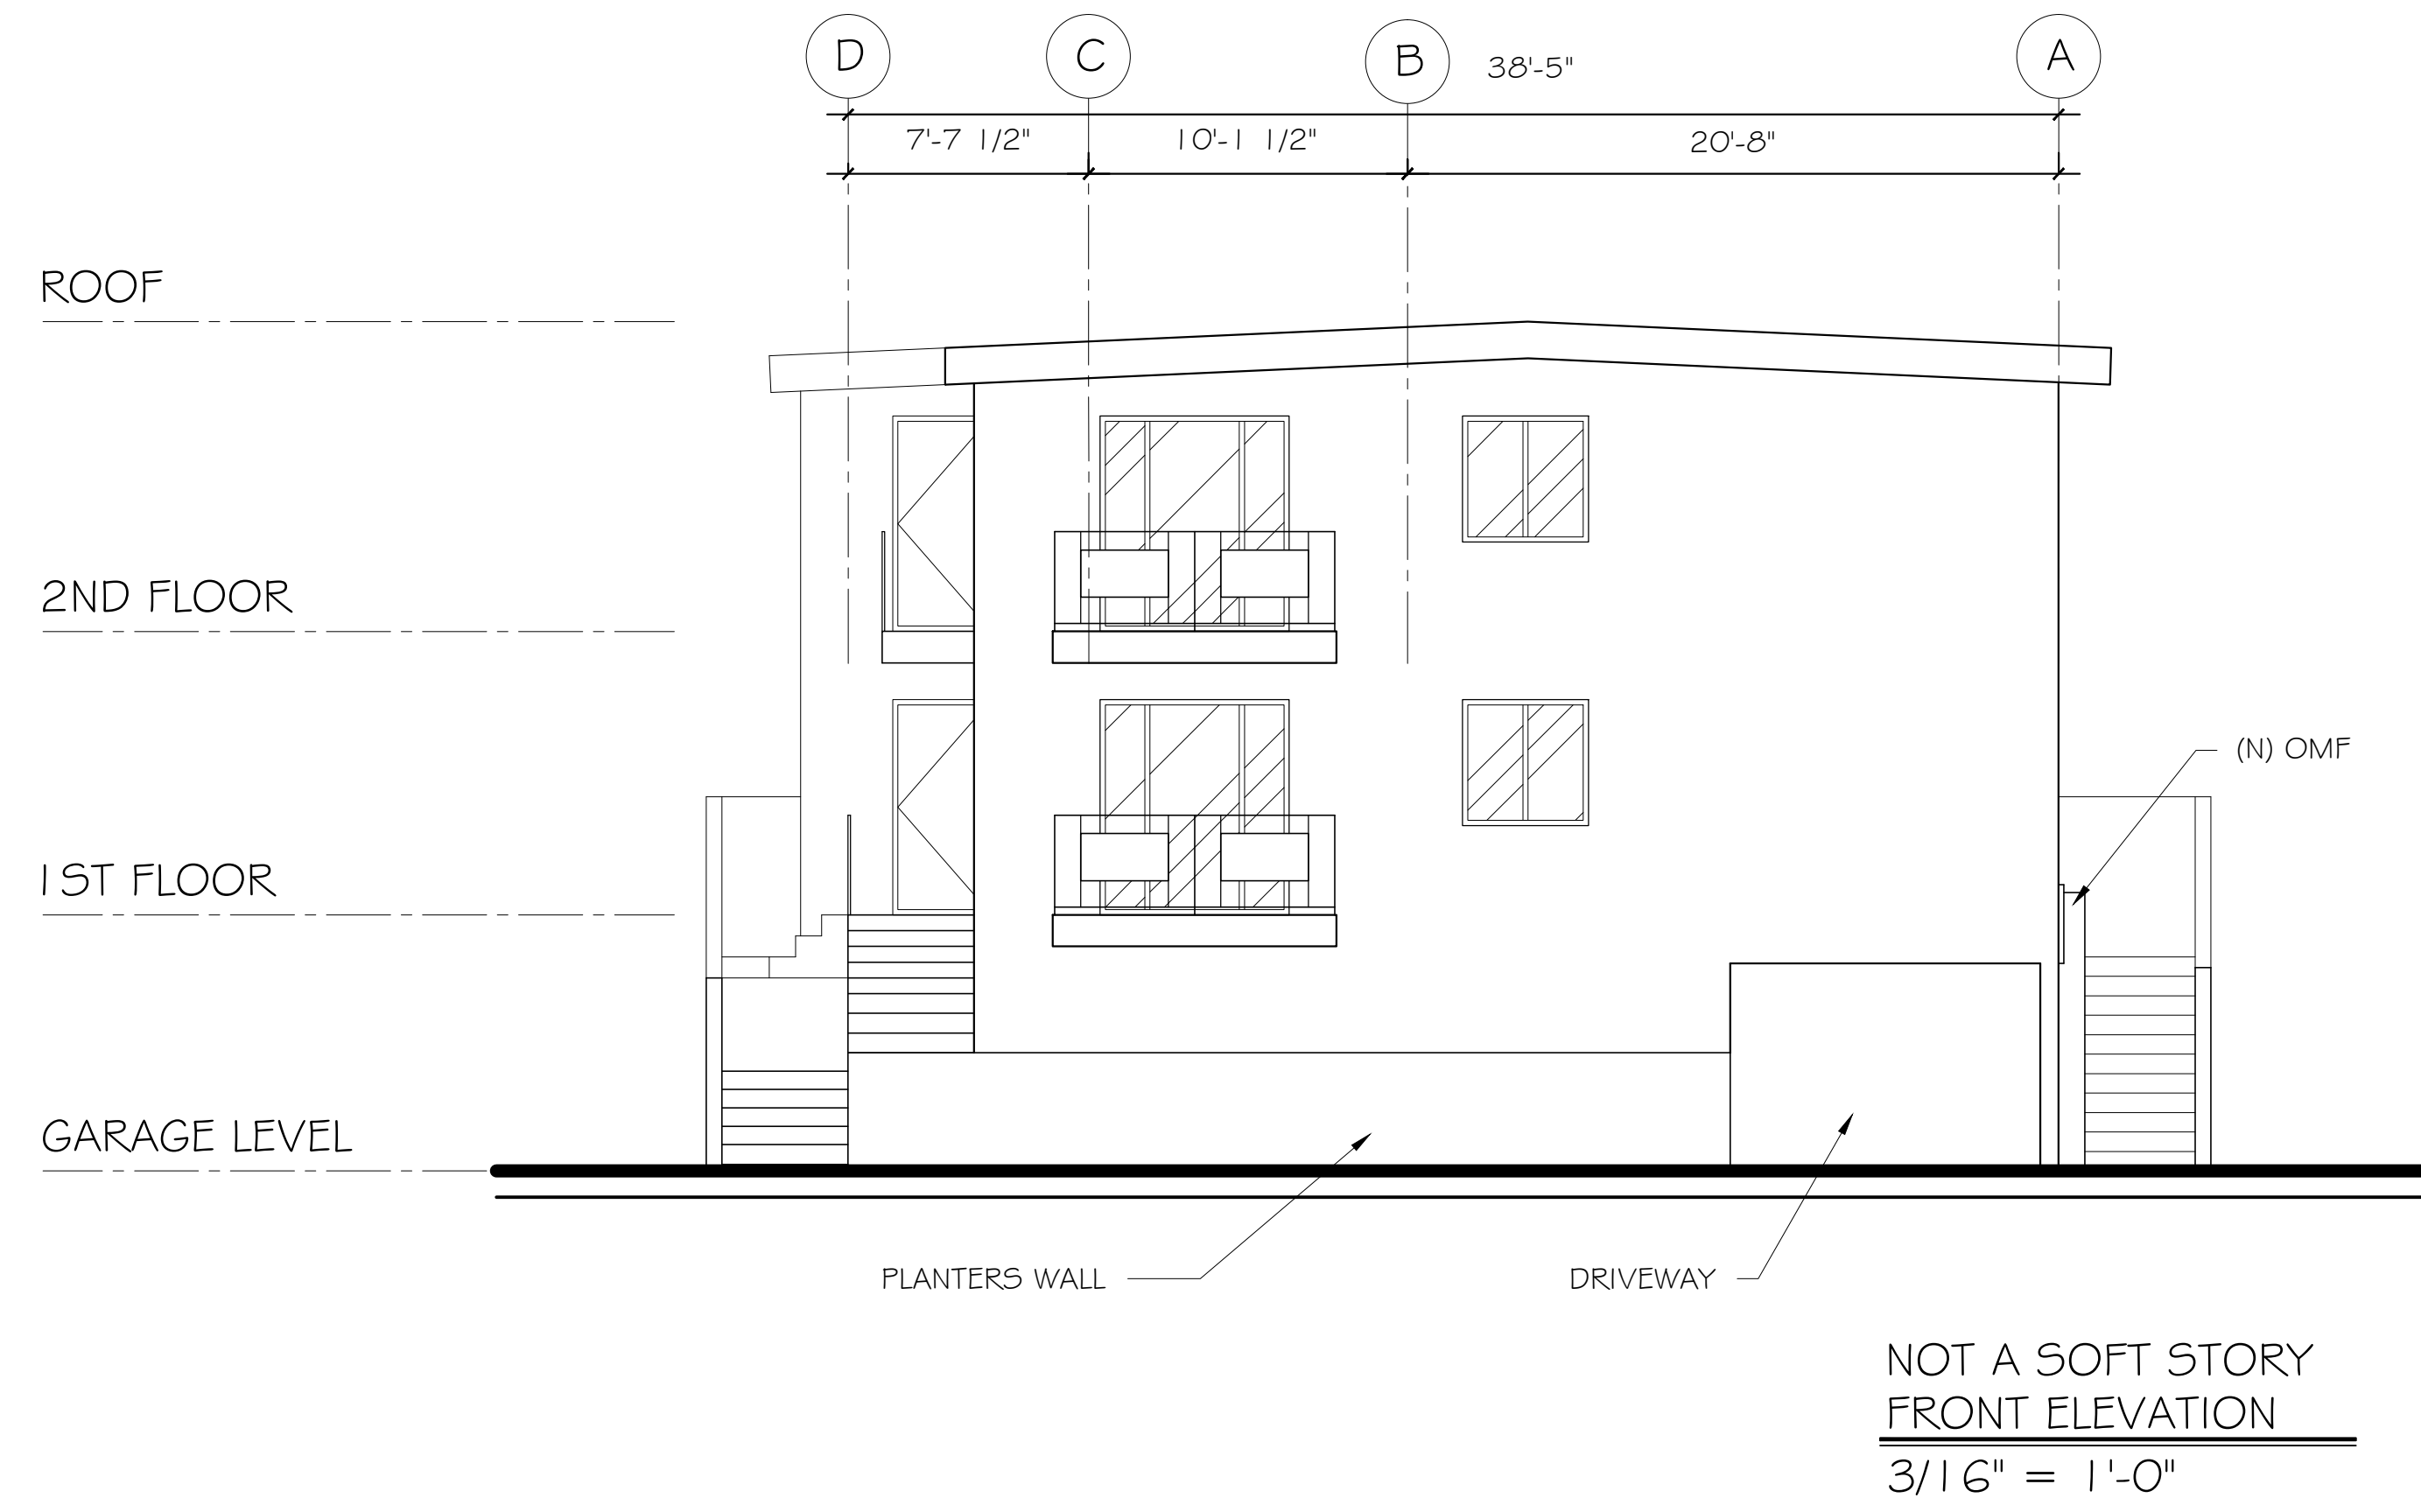 D
C
B
A
38'-5"
7'-7 1/2"
10'-1 1/2"
20'-8"
ROOF
2ND FLOOR
(N) OMF
1ST FLOOR
GARAGE LEVEL
PLANTERS WALL
DRIVEWAY
NOT A SOFT STORY
FRONT ELEVATION
3/16" = 1'-0"